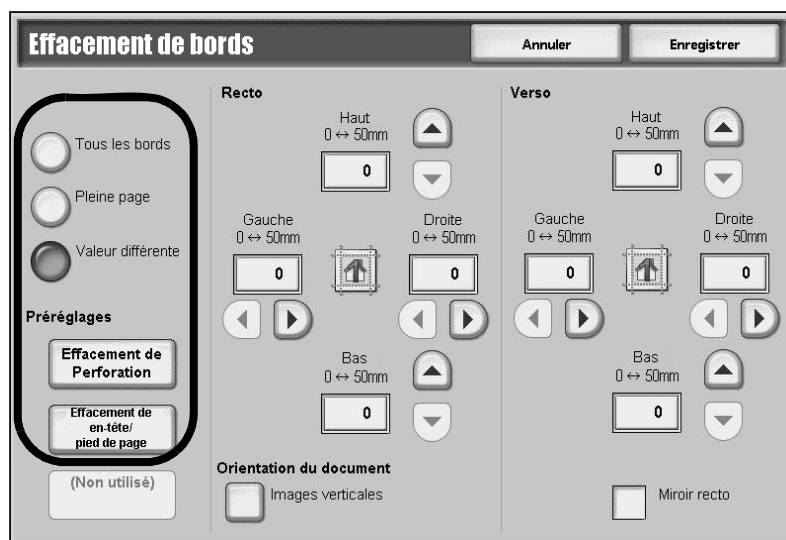 Effacement de bords
Annuler
Enregistrer
Tous les bords
Pleine page
Valeur différente
Préréglages
Effacement de
Perforation
Effacement de
en-tête/
pied de page
(Non utilisé)
Recto
Haut
0 ↔ 50mm
0
Gauche
0 ↔ 50mm
0
Droite
0 ↔ 50mm
0
Bas
0 ↔ 50mm
0
Orientation du document
Images verticales
Verso
Haut
0 ↔ 50mm
0
Gauche
0 ↔ 50mm
0
Droite
0 ↔ 50mm
0
Bas
0 ↔ 50mm
0
Miroir recto